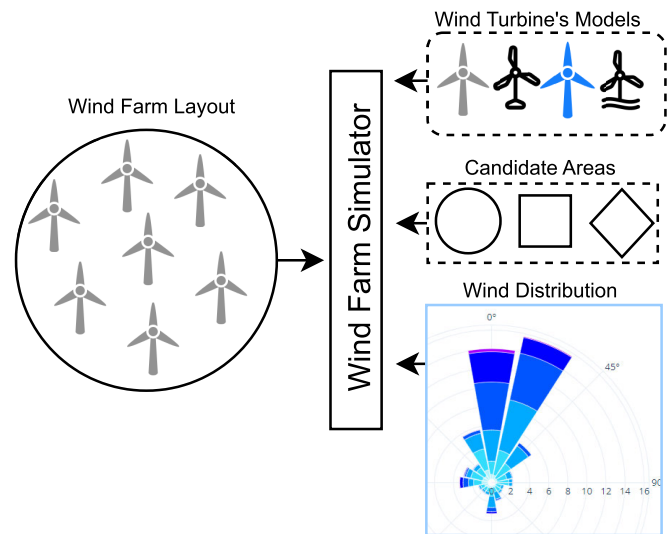 Wind Turbine's Models
Wind Farm Layout
Wind Farm Simulator
Candidate Areas
Wind Distribution
0°
45°
90
0 2 4 6 8 10 12 14 16